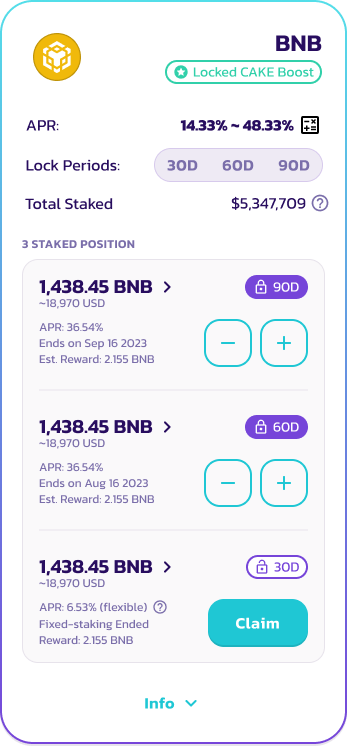 BNB
Locked CAKE Boost
APR: 14.33% ~ 48.33%
Lock Periods: 30D 60D 90D
Total Staked $5,347,709
3 STAKED POSITION
1,438.45 BNB 90D
~18,970 USD
APR: 36.54%
Ends on Sep 16 2023
Est. Reward: 2.155 BNB
1,438.45 BNB 60D
~18,970 USD
APR: 36.54%
Ends on Aug 16 2023
Est. Reward: 2.155 BNB
1,438.45 BNB 30D
~18,970 USD
APR: 6.53% (flexible)
Fixed-staking Ended
Reward: 2.155 BNB
Claim
Info